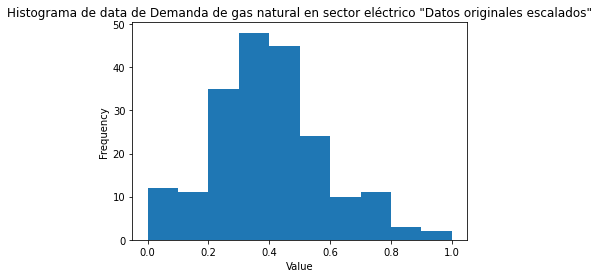 Histograma de data de Demanda de gas natural en sector eléctrico "Datos originales escalados"
50
40
30
20
10
0
Frequency
0.0 0.2 0.4 0.6 0.8 1.0
Value